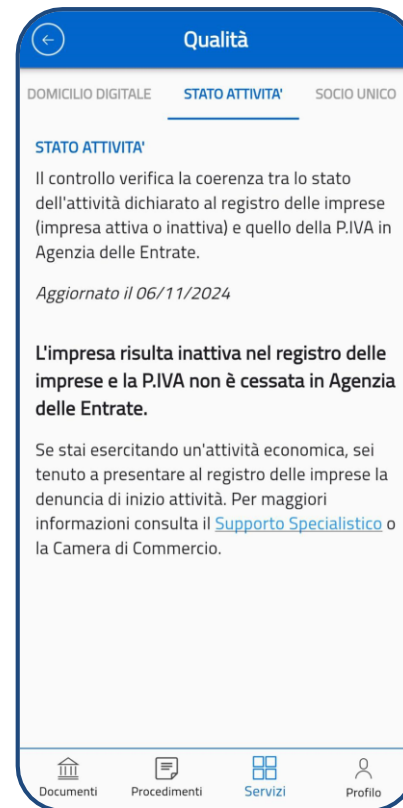 Qualità
DOMICILIO DIGITALE STATO ATTIVITA' SOCIO UNICO
STATO ATTIVITA'
Il controllo verifica la coerenza tra lo stato
dell'attività dichiarato al registro delle imprese
(impresa attiva o inattiva) e quello della P.IVA in
Agenzia delle Entrate.
Aggiornato il 06/11/2024
L'impresa risulta inattiva nel registro delle
imprese e la P.IVA non è cessata in Agenzia
delle Entrate.
Se stai esercitando un'attività economica, sei
tenuto a presentare al registro delle imprese la
denuncia di inizio attività. Per maggiori
informazioni consulta il Supporto Specialistico o
la Camera di Commercio.
Documenti Procedimenti Servizi Profilo